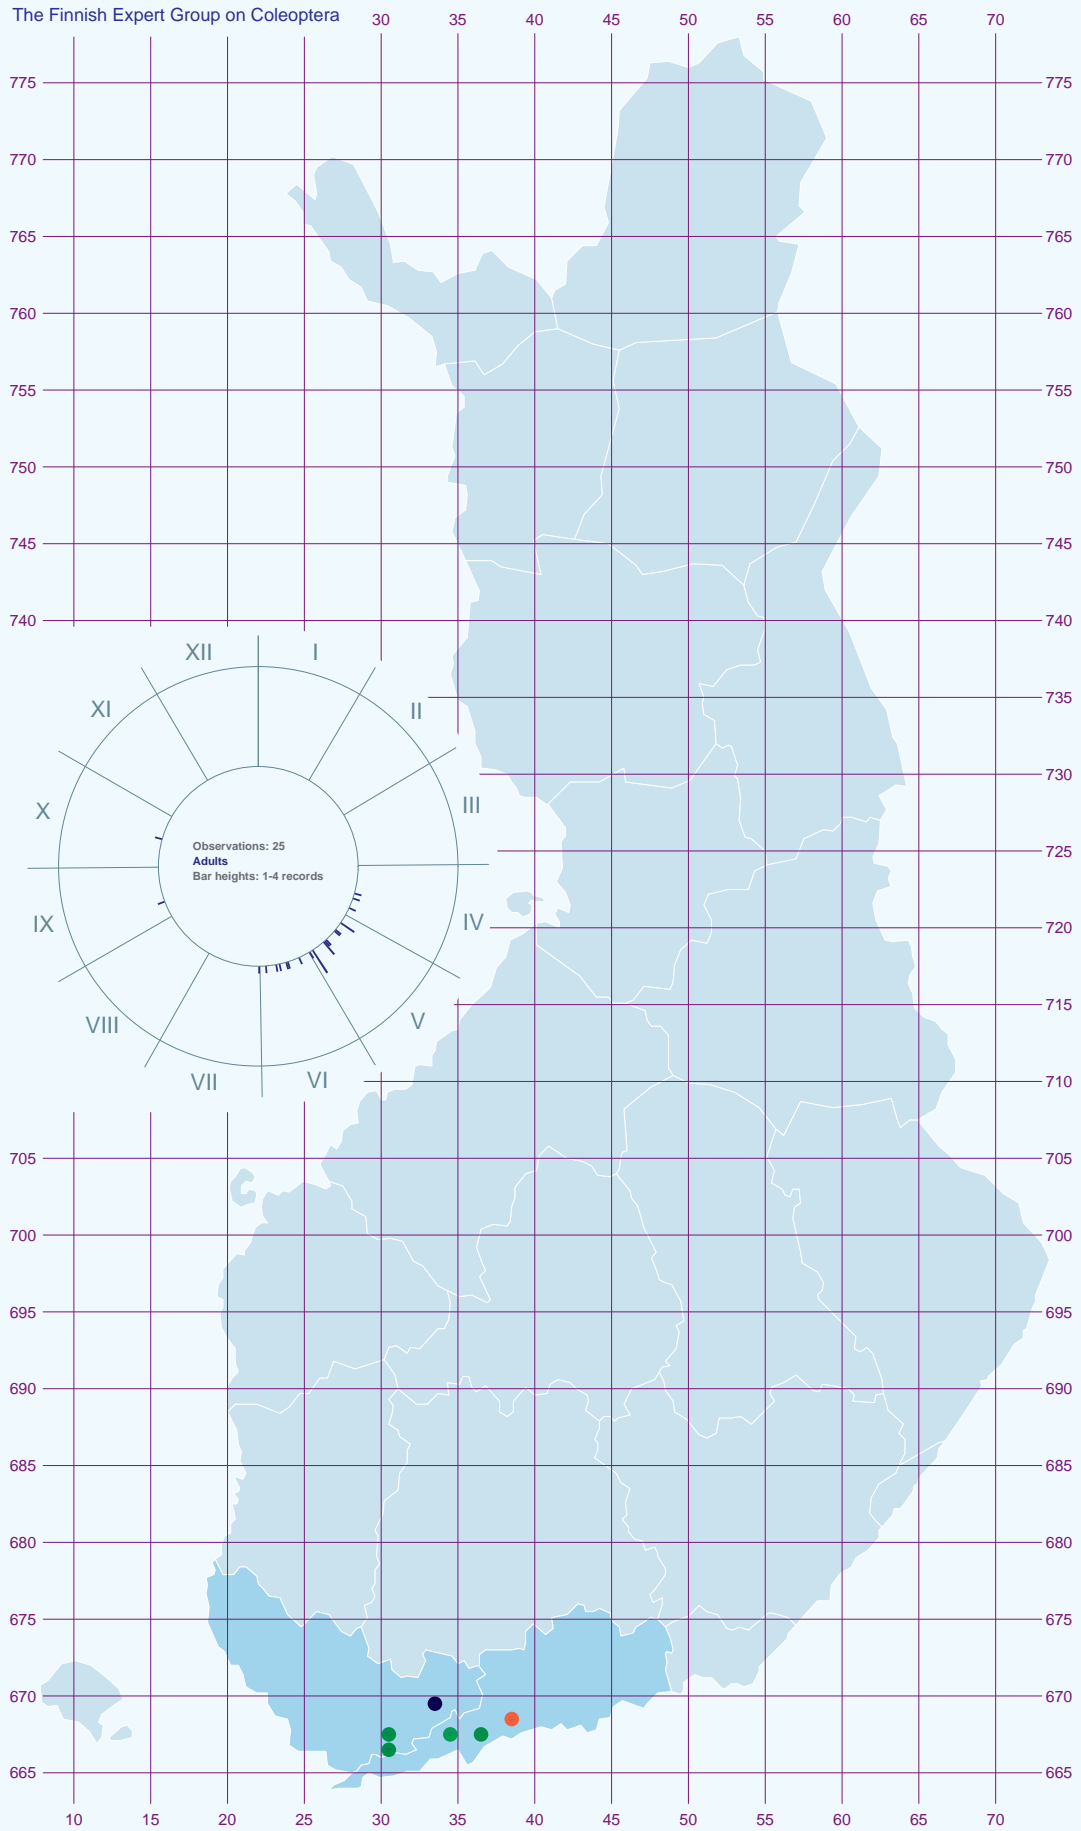 The Finnish Expert Group on Coleoptera
30 35 40 45 50 55 60 65 70
775 775
770 770
765 765
760 760
755 755
750 750
745 745
740 740
XII I
XI II
735
730
X III
Observations: 25
Adults
Bar heights: 1-4 records
725
IX IV
720
VIII V
715
VII VI
710
705 705
700 700
695 695
690 690
685 685
680 680
675 675
670 670
665 665
10 15 20 25 30 35 40 45 50 55 60 65 70